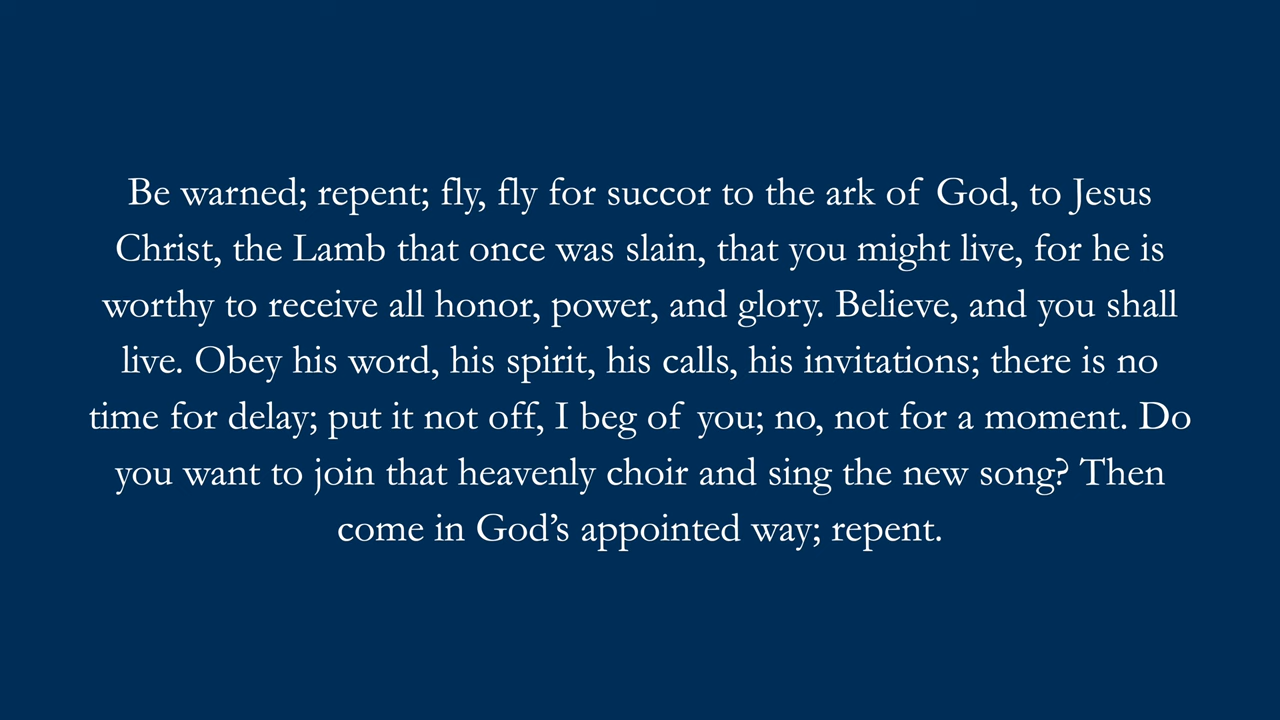 Be warned; repent; fly, fly for succor to the ark of God, to Jesus
Christ, the Lamb that once was slain, that you might live, for he is
worthy to receive all honor, power, and glory. Believe, and you shall
live. Obey his word, his spirit, his calls, his invitations; there is no
time for delay; put it not off, I beg of you; no, not for a moment. Do
you want to join that heavenly choir and sing the new song? Then
come in God’s appointed way; repent.